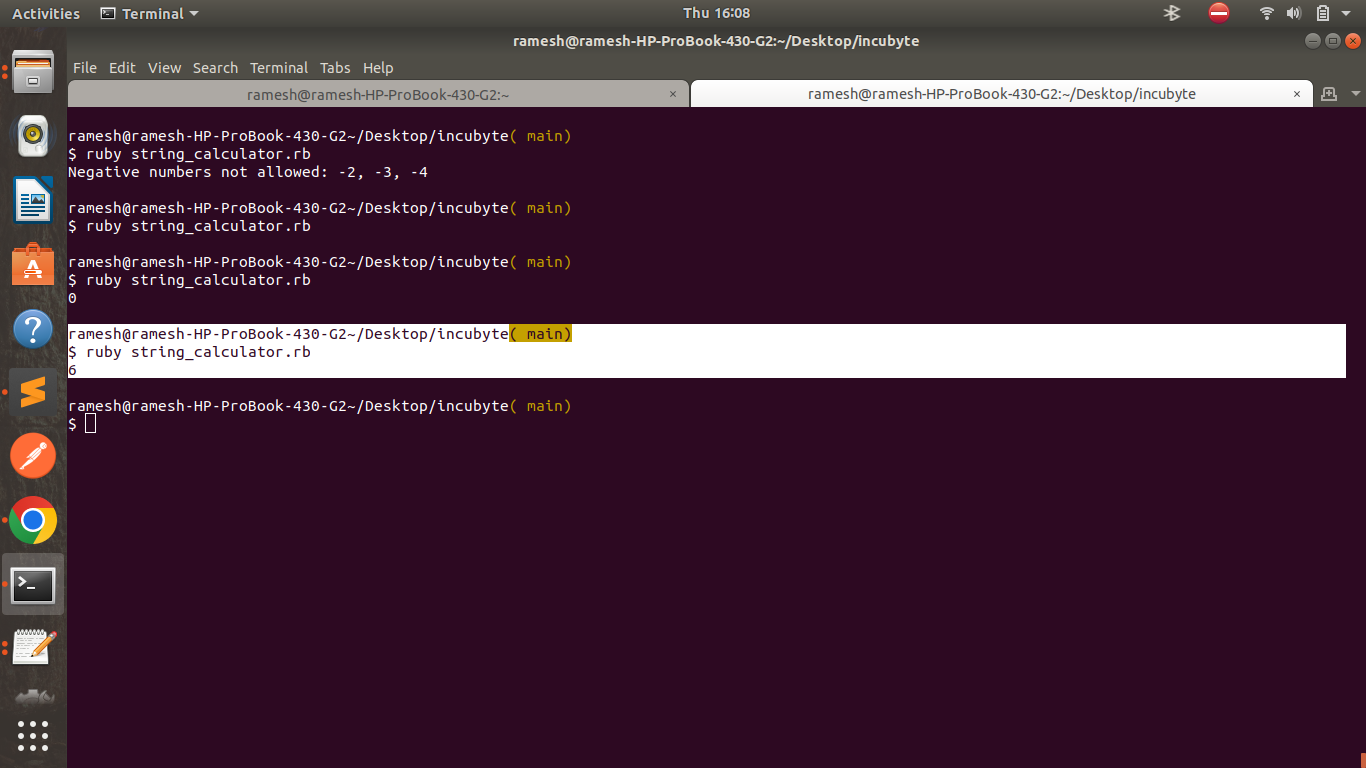 Activities Terminal Thu 16:08
ramesh@ramesh-HP-ProBook-430-G2:~/Desktop/incubyte
File Edit View Search Terminal Tabs Help
ramesh@ramesh-HP-ProBook-430-G2:~ × ramesh@ramesh-HP-ProBook-430-G2:~/Desktop/incubyte ×
ramesh@ramesh-HP-ProBook-430-G2~/Desktop/incubyte( main)
$ ruby string_calculator.rb
Negative numbers not allowed: -2, -3, -4
ramesh@ramesh-HP-ProBook-430-G2~/Desktop/incubyte( main)
$ ruby string_calculator.rb
ramesh@ramesh-HP-ProBook-430-G2~/Desktop/incubyte( main)
$ ruby string_calculator.rb
0
ramesh@ramesh-HP-ProBook-430-G2~/Desktop/incubyte( main)
$ ruby string_calculator.rb
6
ramesh@ramesh-HP-ProBook-430-G2~/Desktop/incubyte( main)
$